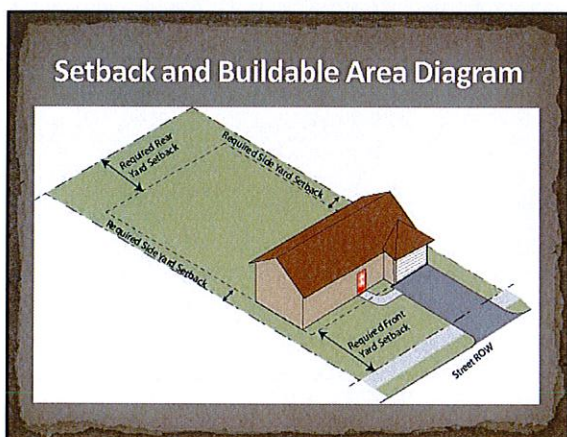 Setback and Buildable Area Diagram
Required Rear
Yard Setback
Required Side Yard Setback
Required Side Yard Setback
Required Front
Yard Setback
Street ROW